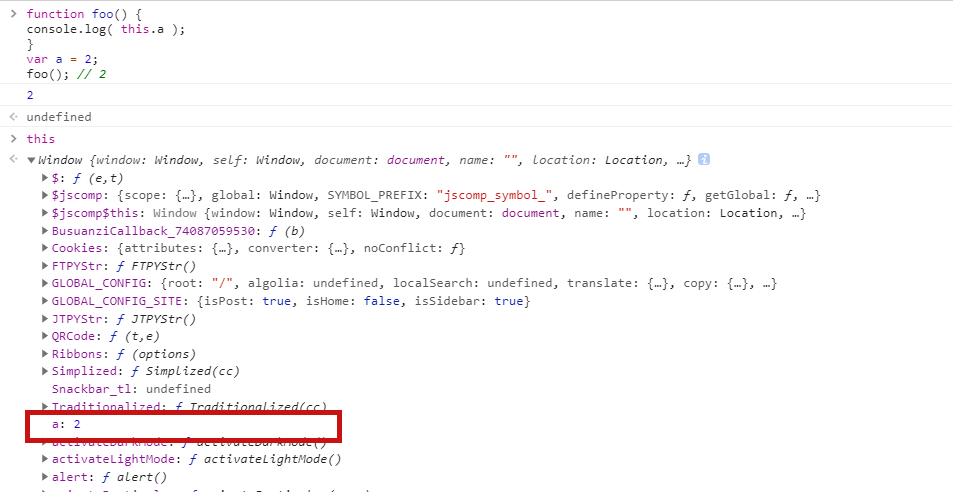 function foo() {
console.log( this.a );
}
var a = 2;
foo(); // 2
2
undefined
this
Window {window: Window, self: Window, document: document, name: "", location: Location, …}
$: ƒ (e,t)
$jscomp: {scope: {…}, global: Window, SYMBOL_PREFIX: "jscomp_symbol_", defineProperty: ƒ, getGlobal: ƒ, …}
$jscomp$this: Window {window: Window, self: Window, document: document, name: "", location: Location, …}
BusuanziCallback_74087059530: ƒ (b)
Cookies: {attributes: {…}, converter: {…}, noConflict: ƒ}
FTPYStr: ƒ FTPYStr()
GLOBAL_CONFIG: {root: "/", algolia: undefined, localSearch: undefined, translate: {…}, copy: {…}, …}
GLOBAL_CONFIG_SITE: {isPost: true, isHome: false, isSidebar: true}
JTPYStr: ƒ JTPYStr()
QRCode: ƒ (t,e)
Ribbons: ƒ (options)
Simplized: ƒ Simplized(cc)
Snackbar_tl: undefined
Traditionalized: ƒ Traditionalized(cc)
a: 2
activateDarkMode: ƒ activateDarkMode()
activateLightMode: ƒ activateLightMode()
alert: ƒ alert()